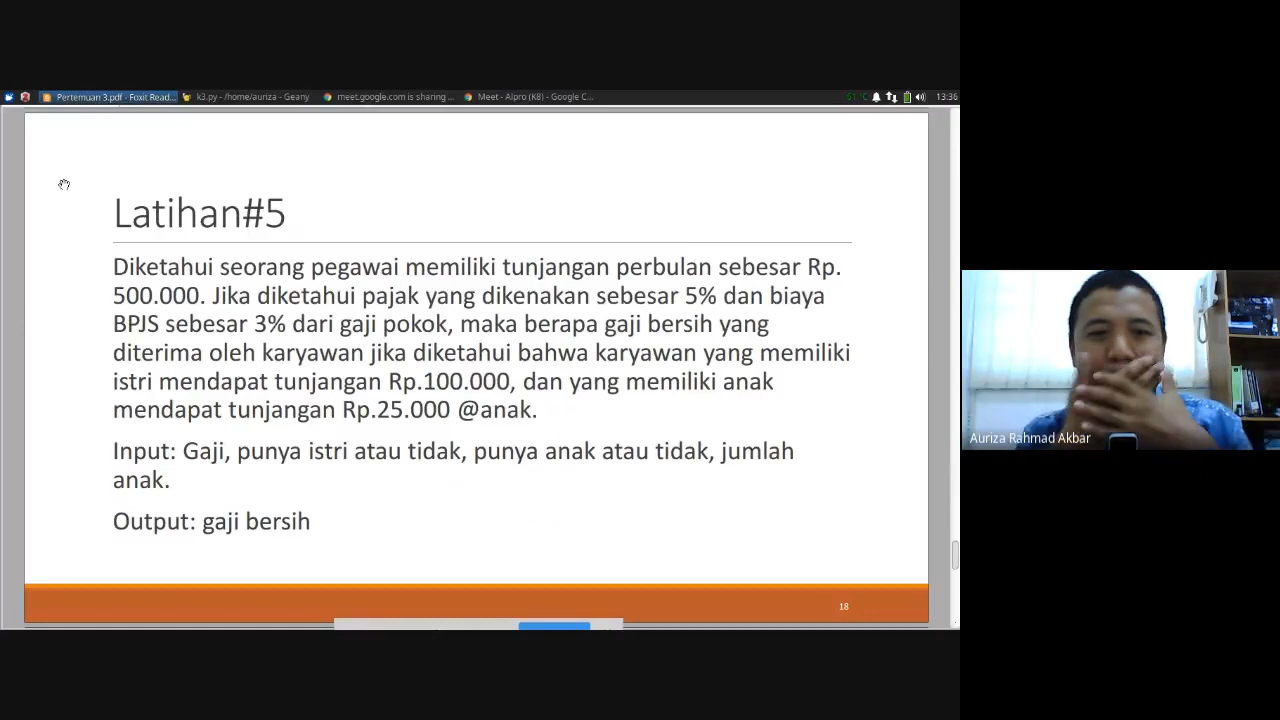 Pertemuan 3.pdf - Foxit Read...
k3.py - /home/auriza - Geany
meet.google.com is sharing ...
Meet - Alpro (K8) - Google C...
51°C
13:36
Latihan#5
Diketahui seorang pegawai memiliki tunjangan perbulan sebesar Rp.
500.000. Jika diketahui pajak yang dikenakan sebesar 5% dan biaya
BPJS sebesar 3% dari gaji pokok, maka berapa gaji bersih yang
diterima oleh karyawan jika diketahui bahwa karyawan yang memiliki
istri mendapat tunjangan Rp.100.000, dan yang memiliki anak
mendapat tunjangan Rp.25.000 @anak.
Input: Gaji, punya istri atau tidak, punya anak atau tidak, jumlah
anak.
Output: gaji bersih
18
Auriza Rahmad Akbar